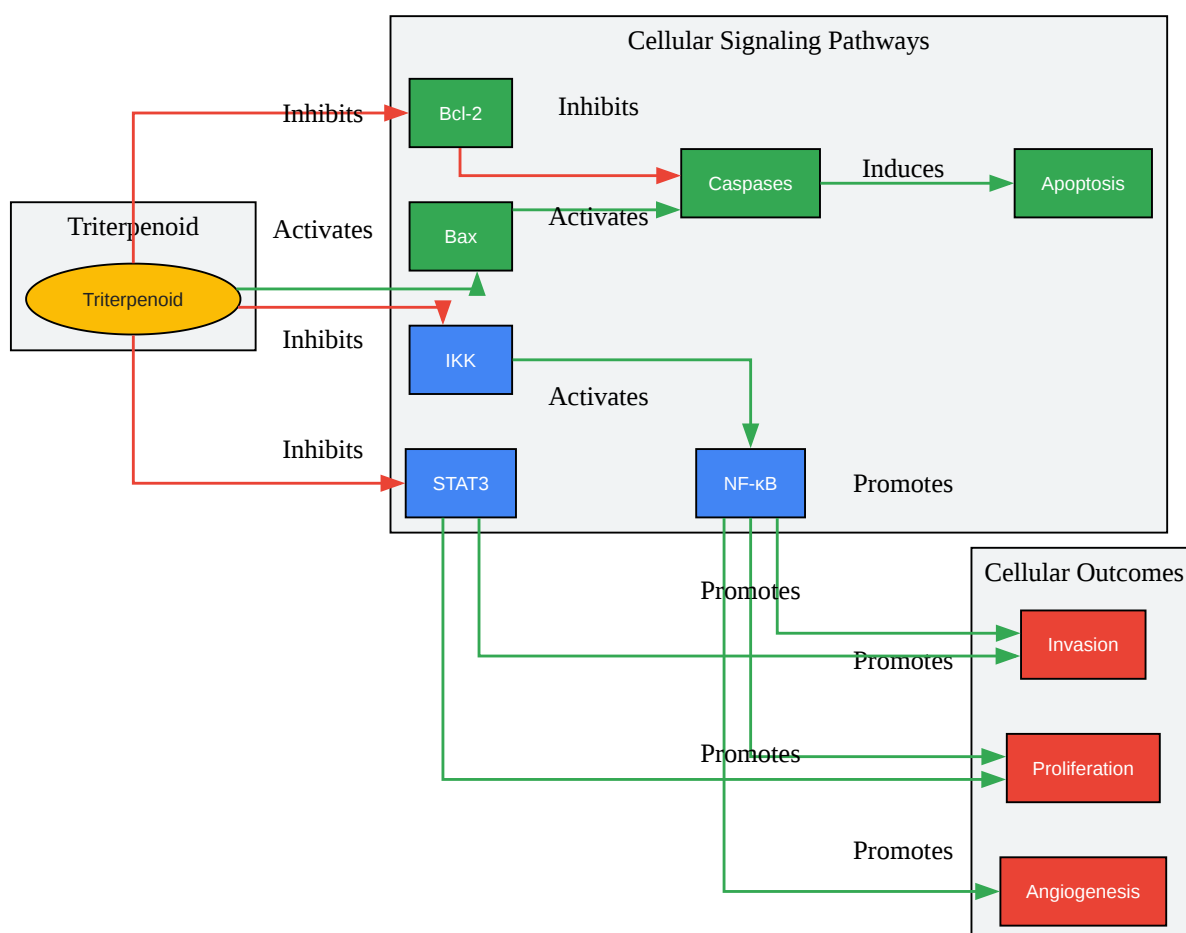 Cellular Signaling Pathways
Inhibits
Bcl-2
Inhibits
Caspases
Induces
Apoptosis
Triterpenoid
Activates
Bax
Activates
Triterpenoid
Inhibits
IKK
Activates
Inhibits
STAT3
NF-κB
Promotes
Cellular Outcomes
Promotes
Invasion
Promotes
Promotes
Proliferation
Promotes
Angiogenesis